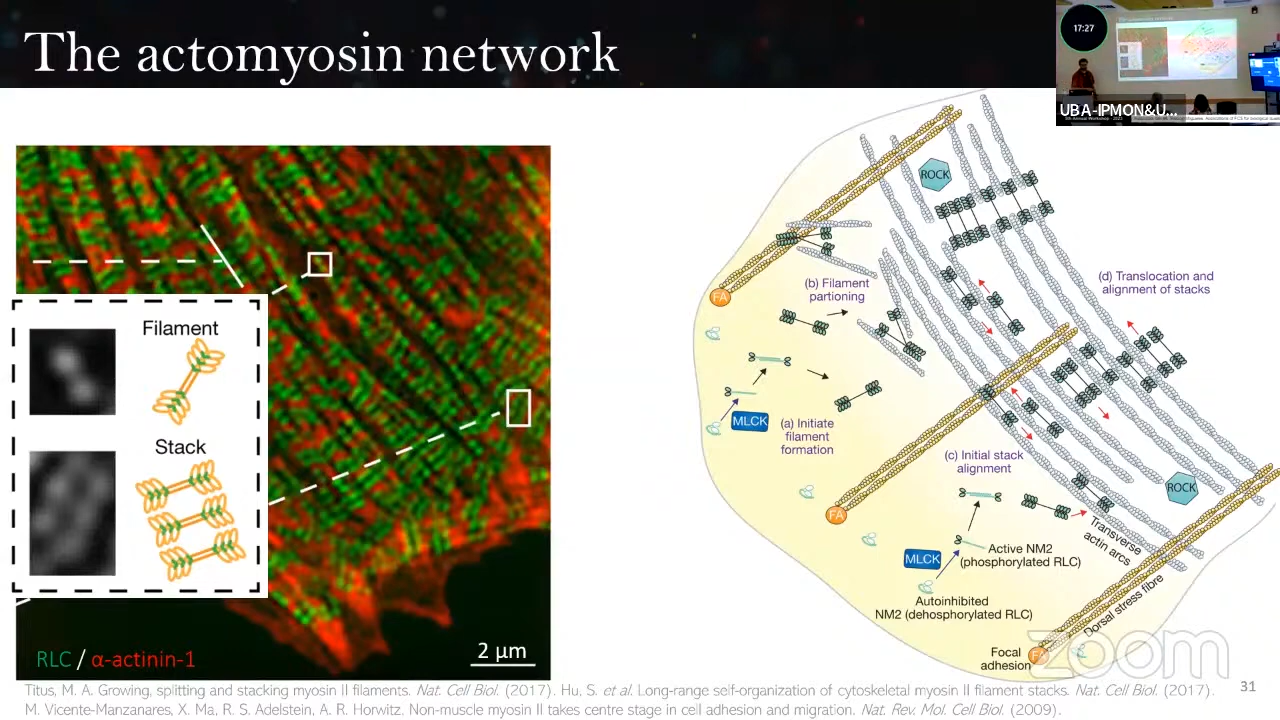 The actomyosin network
17:27
UBA-IPMON&U...
Filament
Stack
RLC / α-actinin-1
2 μm
ROCK
FA
(b) Filament
partioning
(d) Translocation and
alignment of stacks
MLCK
(a) Initiate
filament
formation
(c) Initial stack
alignment
ROCK
FA
Transverse
actin arcs
MLCK
Active NM2
(phosphorylated RLC)
Autoinhibited
NM2 (dehosphorylated RLC)
Dorsal stress fibre
Focal
adhesion
FA
zoom
Titus, M. A. Growing, splitting and stacking myosin II filaments. Nat. Cell Biol. (2017). Hu, S. et al. Long-range self-organization of cytoskeletal myosin II filament stacks. Nat. Cell Biol. (2017).
M. Vicente-Manzanares, X. Ma, R. S. Adelstein, A. R. Horwitz, Non-muscle myosin II takes centre stage in cell adhesion and migration. Nat. Rev. Mol. Cell Biol. (2009).
31